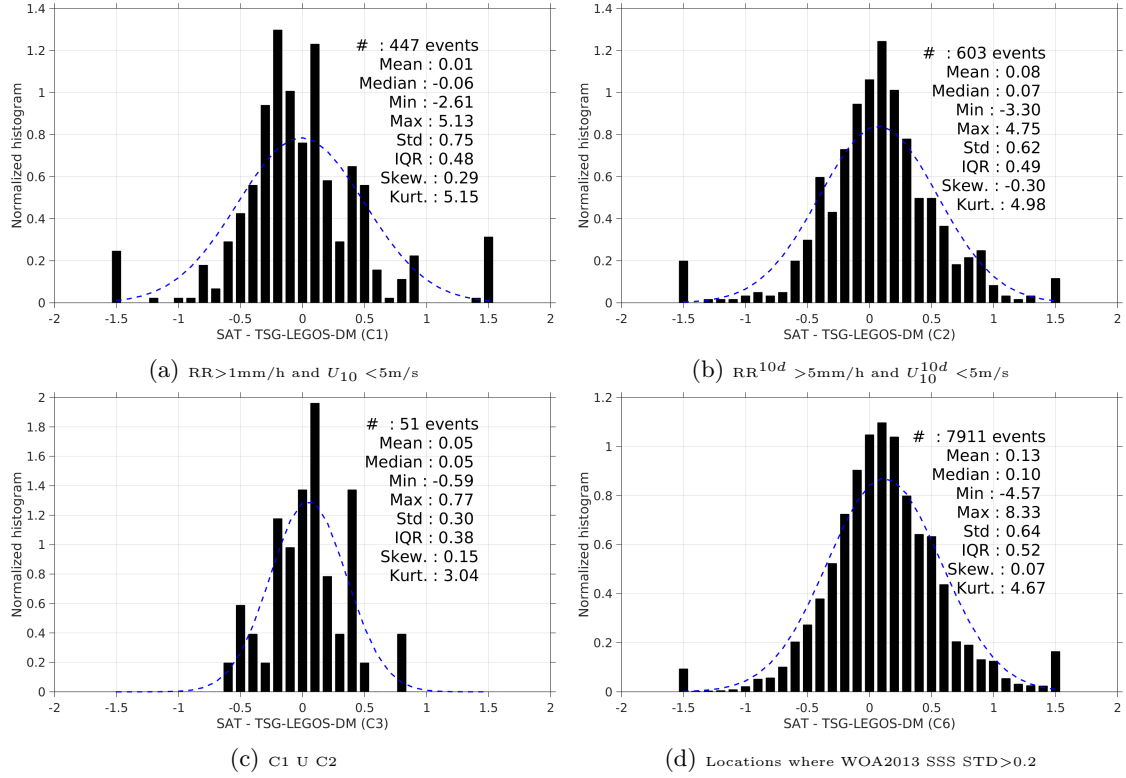 1.4
1.2
1
0.8
0.6
0.4
0.2
0
Normalized histogram
# : 447 events
Mean : 0.01
Median : -0.06
Min : -2.61
Max : 5.13
Std : 0.75
IQR : 0.48
Skew. : 0.29
Kurt. : 5.15
-2 -1.5 -1 -0.5 0 0.5 1 1.5 2
SAT - TSG-LEGOS-DM (C1)
(a) RR>1mm/h and U10 <5m/s
1.4
1.2
1
0.8
0.6
0.4
0.2
0
Normalized histogram
# : 603 events
Mean : 0.08
Median : 0.07
Min : -3.30
Max : 4.75
Std : 0.62
IQR : 0.49
Skew. : -0.30
Kurt. : 4.98
-2 -1.5 -1 -0.5 0 0.5 1 1.5 2
SAT - TSG-LEGOS-DM (C2)
(b) RR10d >5mm/h and U10d10 <5m/s
2
1.8
1.6
1.4
1.2
1
0.8
0.6
0.4
0.2
0
Normalized histogram
# : 51 events
Mean : 0.05
Median : 0.05
Min : -0.59
Max : 0.77
Std : 0.30
IQR : 0.38
Skew. : 0.15
Kurt. : 3.04
-2 -1.5 -1 -0.5 0 0.5 1 1.5 2
SAT - TSG-LEGOS-DM (C3)
(c) C1 U C2
1.2
1
0.8
0.6
0.4
0.2
0
Normalized histogram
# : 7911 events
Mean : 0.13
Median : 0.10
Min : -4.57
Max : 8.33
Std : 0.64
IQR : 0.52
Skew. : 0.07
Kurt. : 4.67
-2 -1.5 -1 -0.5 0 0.5 1 1.5 2
SAT - TSG-LEGOS-DM (C6)
(d) Locations where WOA2013 SSS STD>0.2